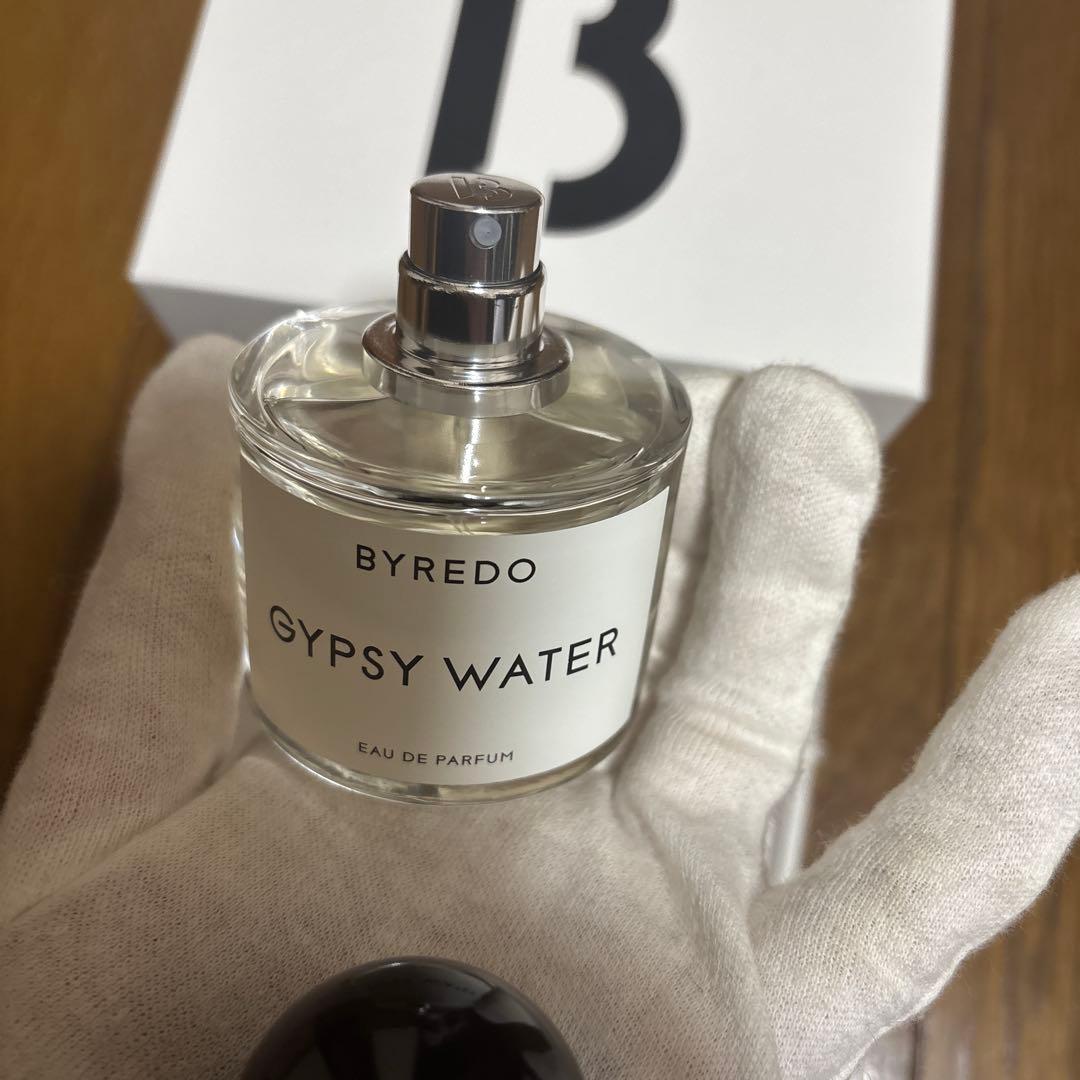 B
B
BYREDO
GYPSY WATER
EAU DE PARFUM